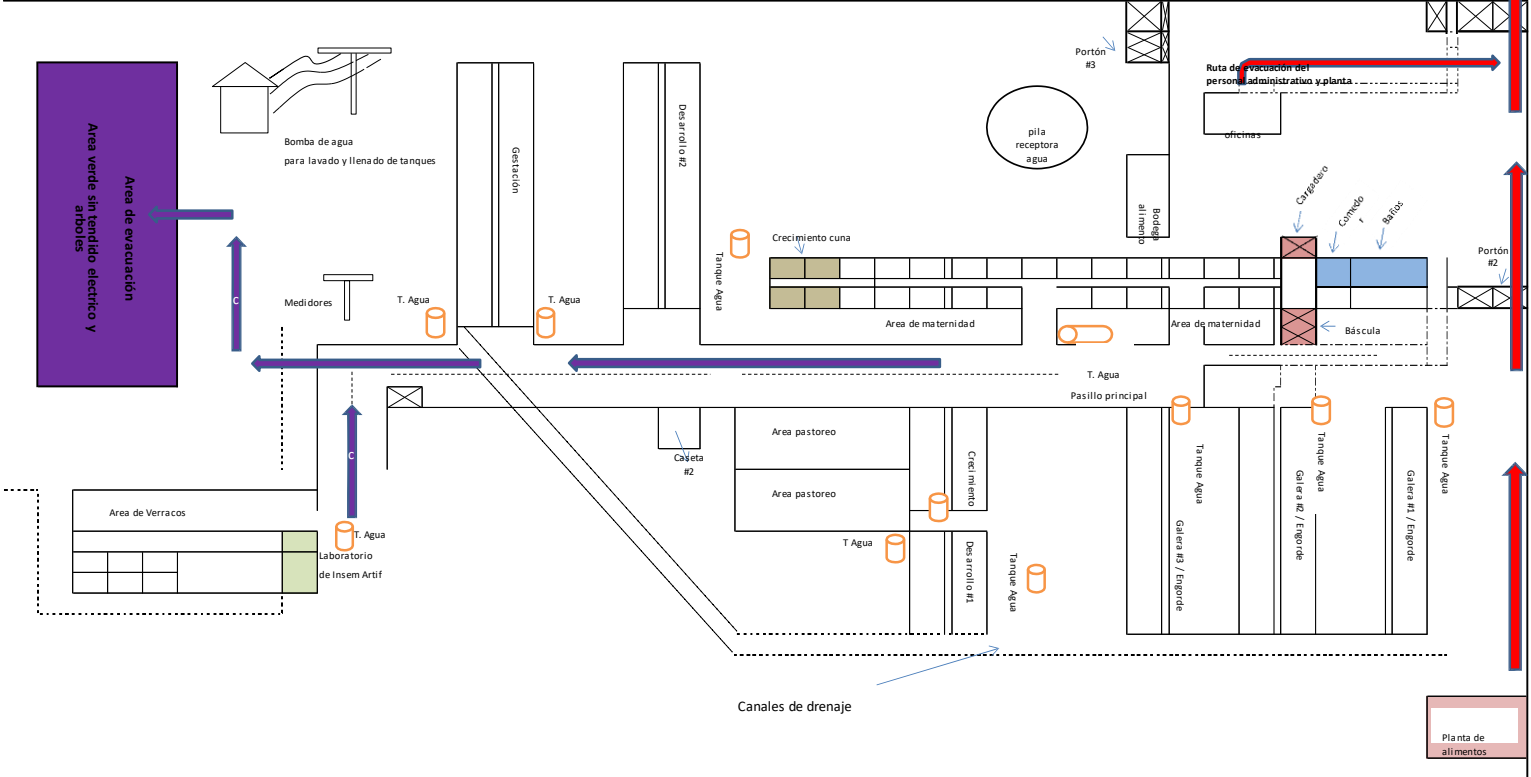 Portón
#3
Ruta de evacuación del
personal administrativo y planta
oficinas
Bomba de agua
para lavado y llenado de tanques
Area de evacuación
Area verde sin tendido electrico y
arboles
C
Gestación
Desarrollo #2
pila
receptora
agua
Bodega
alimento
Cargadero
Comedo
r
Baños
Portón
#2
Crecimiento cuna
Tanque Agua
Medidores
T. Agua
T. Agua
Area de maternidad
Area de maternidad
Báscula
T. Agua
Pasillo principal
C
Caseta
#2
Area pastoreo
Area pastoreo
Crecimiento
Tanque Agua
Galera #3 / Engorde
Tanque Agua
Galera #2 / Engorde
Galera #1 / Engorde
Tanque Agua
Area de Verracos
T. Agua
Laboratorio
de Insem Artif
T Agua
Desarrollo #1
Tanque Agua
Canales de drenaje
Planta de
alimentos